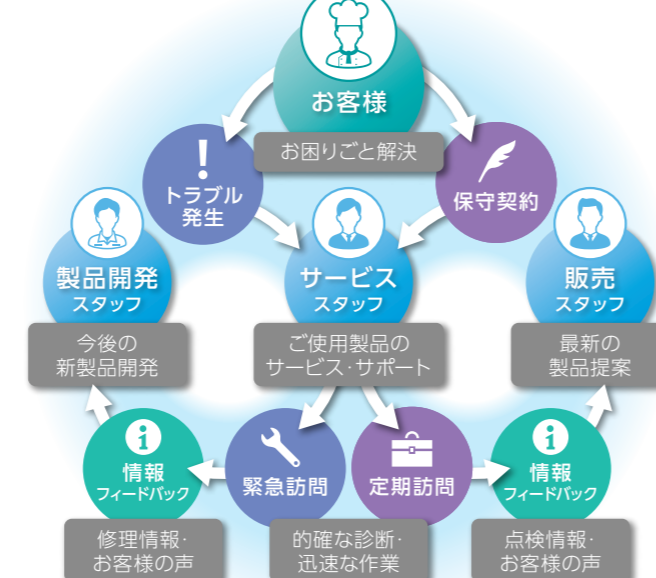 お客様
お困りごと解決
トラブル
発生
保守契約
製品開発
スタッフ
サービス
スタッフ
販売
スタッフ
今後の
新製品開発
ご使用製品の
サービス・サポート
最新の
製品提案
情報
フィードバック
緊急訪問
定期訪問
情報
フィードバック
修理情報・
お客様の声
的確な診断・
迅速な作業
点検情報・
お客様の声